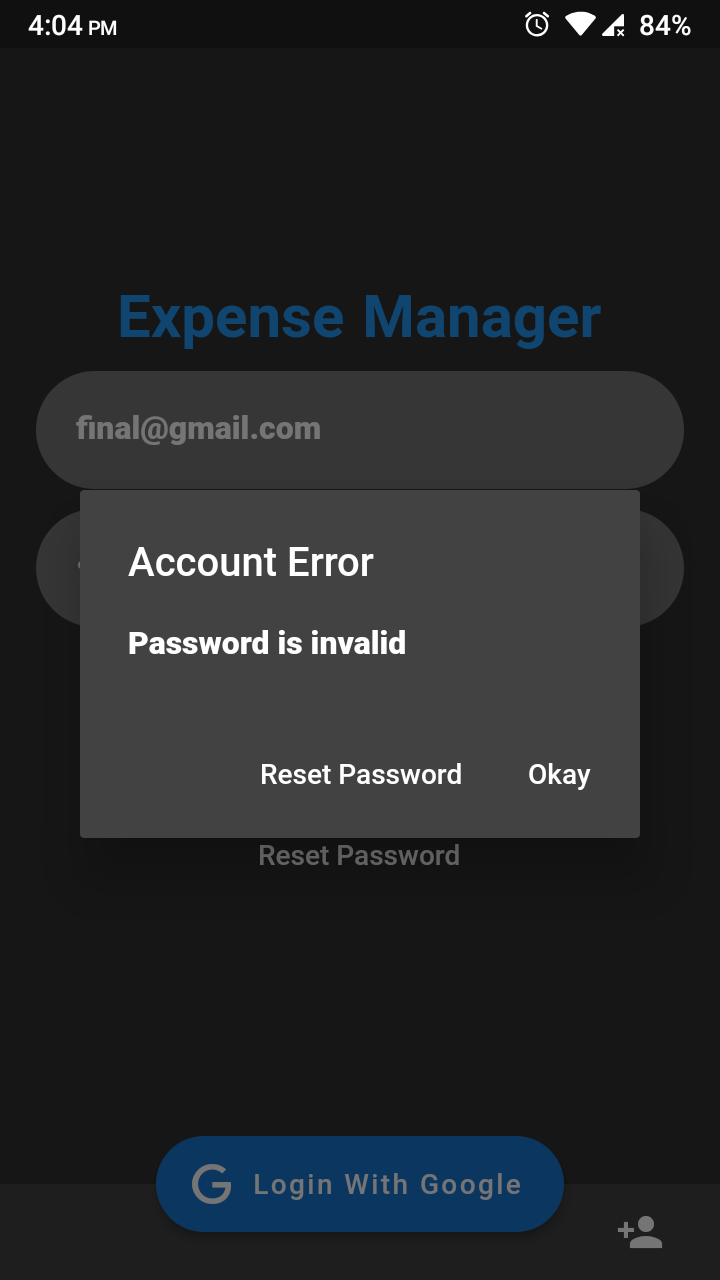 4:04 PM 84%
Expense Manager
final@gmail.com
Account Error
Password is invalid
Reset Password Okay
Reset Password
Login With Google